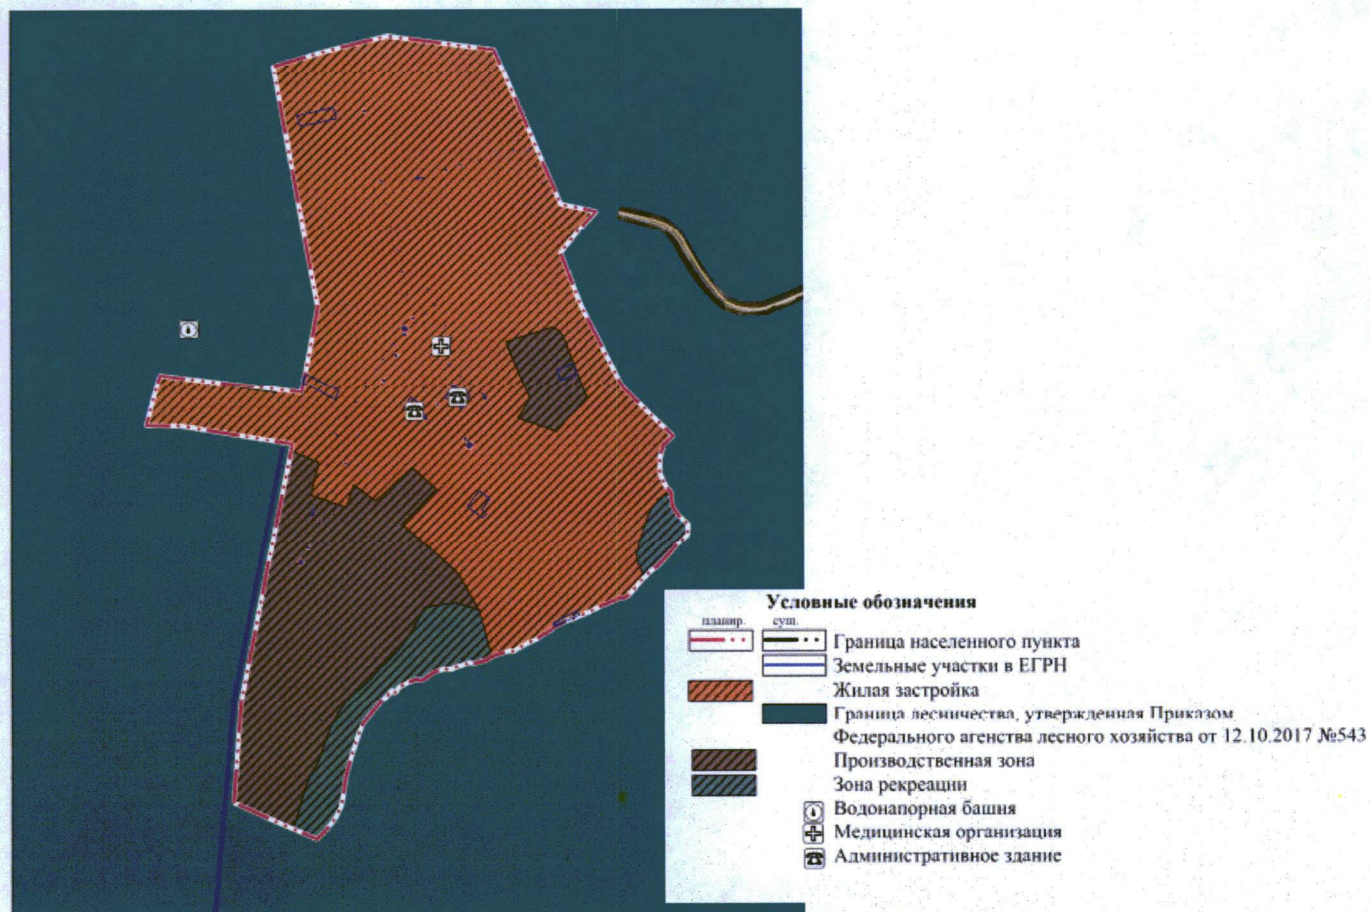 Условные обозначения
планир. сущ.
Граница населенного пункта
Земельные участки в ЕГРН
Жилая застройка
Граница лесничества, утвержденная Приказом
Федерального агенства лесного хозяйства от 12.10.2017 №543
Производственная зона
Зона рекреации
Водонапорная башня
Медицинская организация
Административное здание